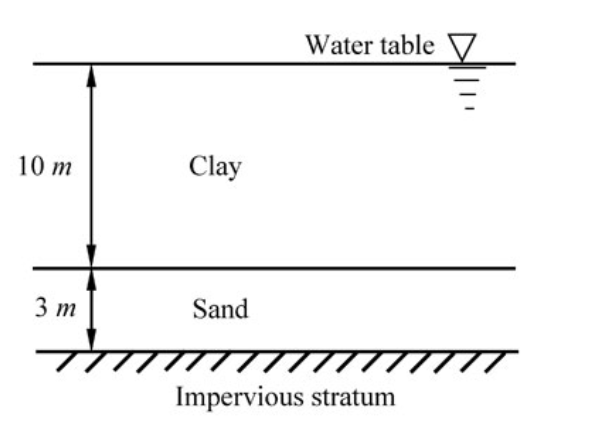 Water table
10 m
Clay
3 m
Sand
Impervious stratum